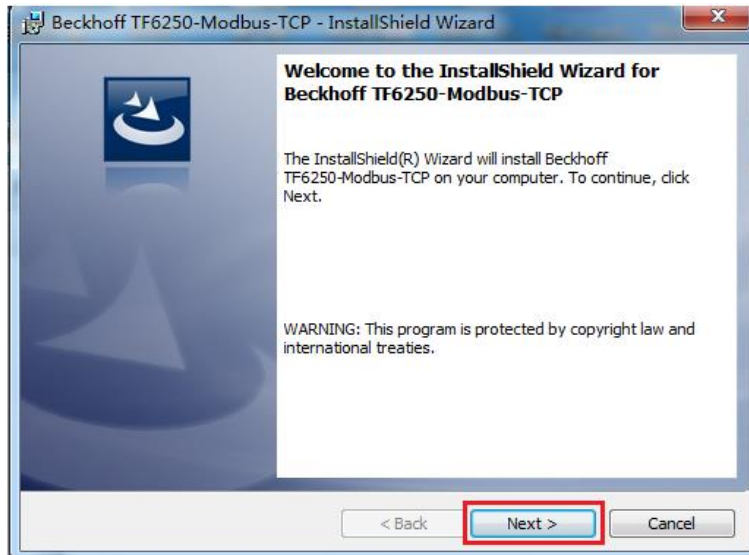 Beckhoff TF6250-Modbus-TCP - InstallShield Wizard
Welcome to the InstallShield Wizard for
Beckhoff TF6250-Modbus-TCP
The InstallShield(R) Wizard will install Beckhoff
TF6250-Modbus-TCP on your computer. To continue, click
Next.
WARNING: This program is protected by copyright law and
international treaties.
< Back Next > Cancel